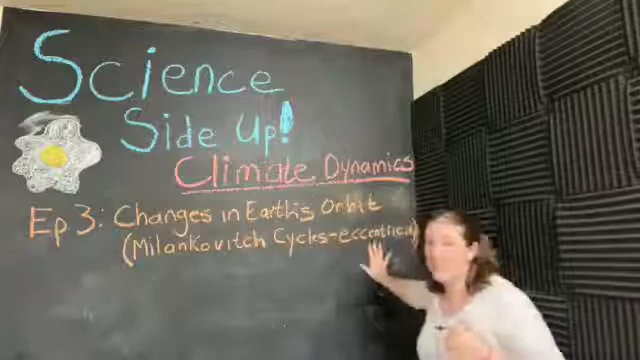 Science
Side Up!
Climate Dynamics
Ep 3: Changes in Earth's Orbit
(Milankovitch Cycles-eccentricity)